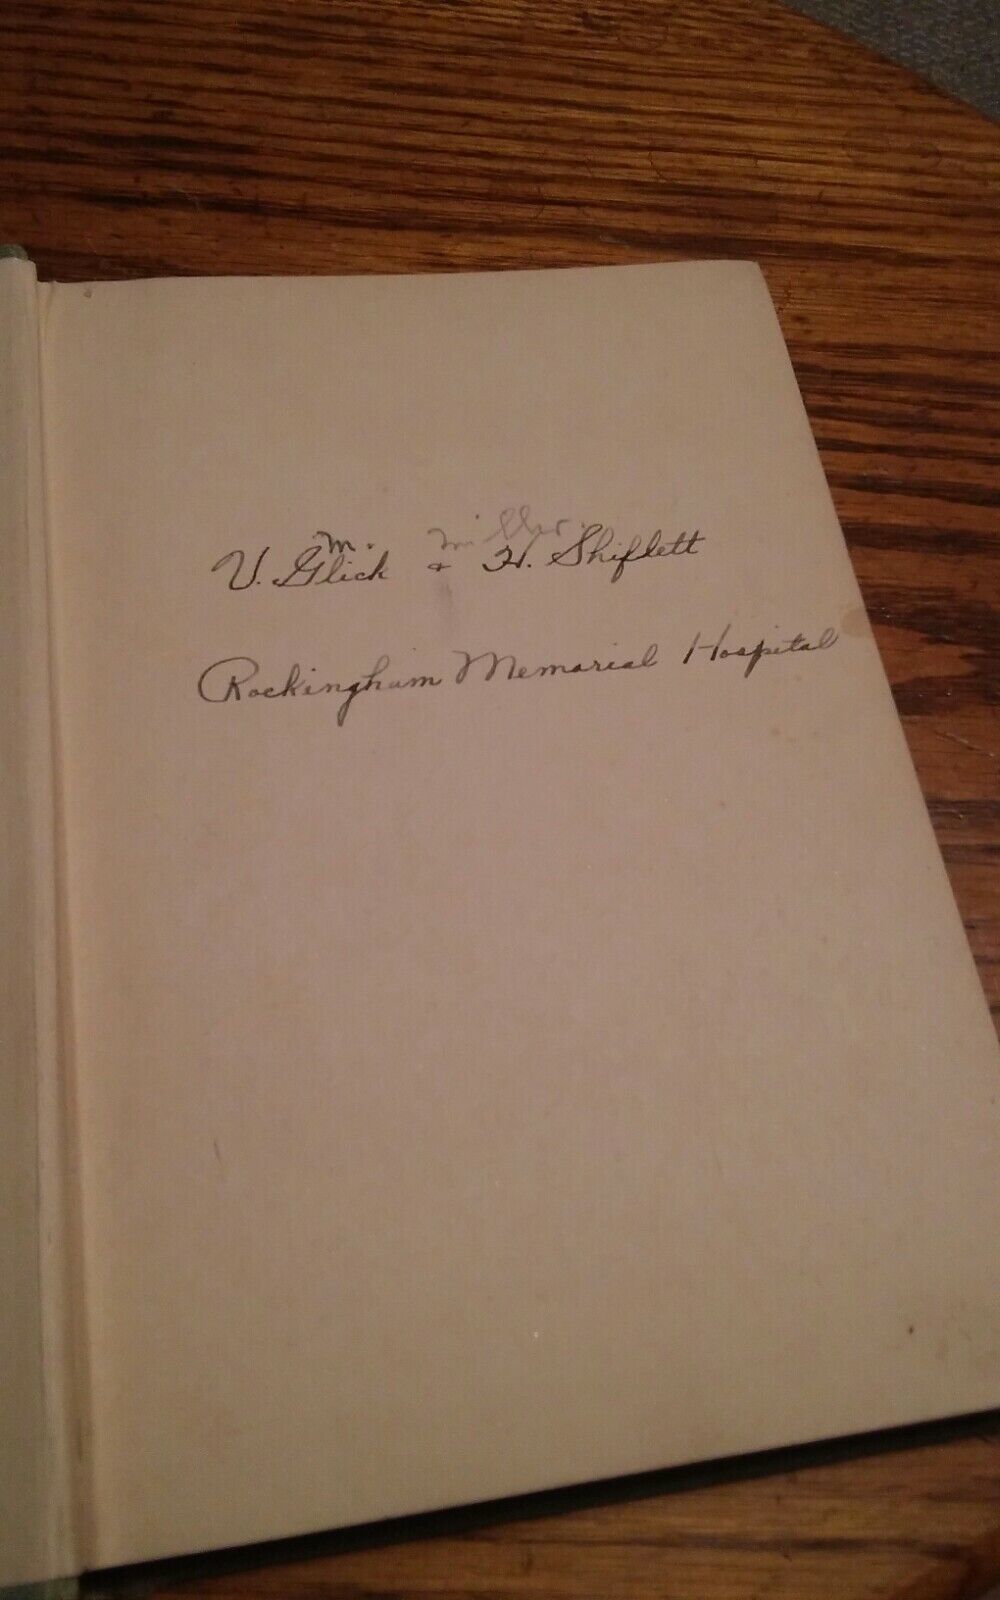 m. miller
V. Glick & H. Shiflett
Rockingham Memorial Hospital